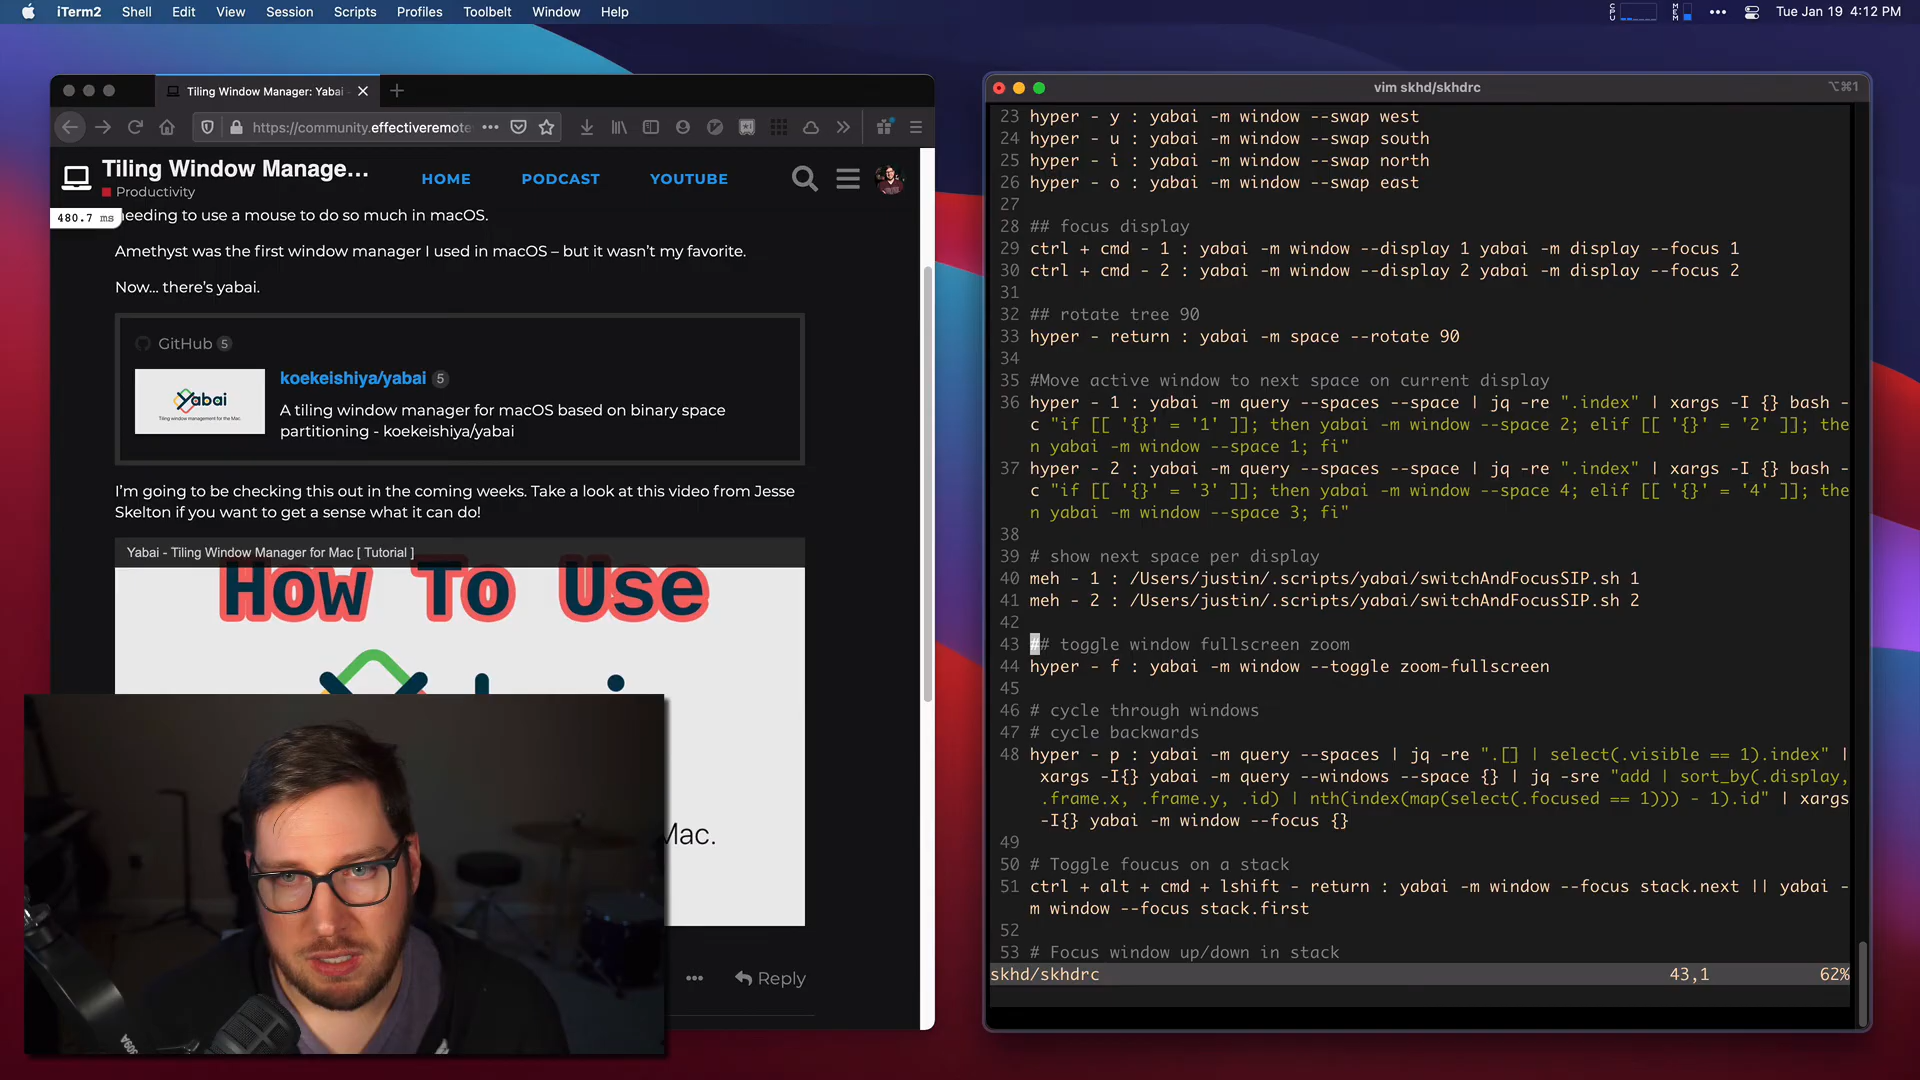 iTerm2 Shell Edit View Session Scripts Profiles Toolbelt Window Help
CPU MEM ••• Tue Jan 19 4:12 PM
Tiling Window Manager: Yabai
https://community.effectiveremote
Tiling Window Manage…
Productivity
HOME PODCAST YOUTUBE
480.7 ms
needing to use a mouse to do so much in macOS.
Amethyst was the first window manager I used in macOS – but it wasn't my favorite.
Now… there's yabai.
GitHub 5
Yabai
Tiling window management for the Mac.
koekeishiya/yabai 5
A tiling window manager for macOS based on binary space
partitioning - koekeishiya/yabai
I'm going to be checking this out in the coming weeks. Take a look at this video from Jesse
Skelton if you want to get a sense what it can do!
Yabai - Tiling Window Manager for Mac [ Tutorial ]
How To Use
Mac.
••• Reply
vim skhd/skhdrc
⌥⌘1
23 hyper - y : yabai -m window --swap west
24 hyper - u : yabai -m window --swap south
25 hyper - i : yabai -m window --swap north
26 hyper - o : yabai -m window --swap east
27
28 ## focus display
29 ctrl + cmd - 1 : yabai -m window --display 1 yabai -m display --focus 1
30 ctrl + cmd - 2 : yabai -m window --display 2 yabai -m display --focus 2
31
32 ## rotate tree 90
33 hyper - return : yabai -m space --rotate 90
34
35 #Move active window to next space on current display
36 hyper - 1 : yabai -m query --spaces --space | jq -re ".index" | xargs -I {} bash -
c "if [[ '{}' = '1' ]]; then yabai -m window --space 2; elif [[ '{}' = '2' ]]; the
n yabai -m window --space 1; fi"
37 hyper - 2 : yabai -m query --spaces --space | jq -re ".index" | xargs -I {} bash -
c "if [[ '{}' = '3' ]]; then yabai -m window --space 4; elif [[ '{}' = '4' ]]; the
n yabai -m window --space 3; fi"
38
39 # show next space per display
40 meh - 1 : /Users/justin/.scripts/yabai/switchAndFocusSIP.sh 1
41 meh - 2 : /Users/justin/.scripts/yabai/switchAndFocusSIP.sh 2
42
43 ## toggle window fullscreen zoom
44 hyper - f : yabai -m window --toggle zoom-fullscreen
45
46 # cycle through windows
47 # cycle backwards
48 hyper - p : yabai -m query --spaces | jq -re ".[] | select(.visible == 1).index" |
xargs -I{} yabai -m query --windows --space {} | jq -sre "add | sort_by(.display,
.frame.x, .frame.y, .id) | nth(index(map(select(.focused == 1))) - 1).id" | xargs
-I{} yabai -m window --focus {}
49
50 # Toggle foucus on a stack
51 ctrl + alt + cmd + lshift - return : yabai -m window --focus stack.next || yabai -
m window --focus stack.first
52
53 # Focus window up/down in stack
skhd/skhdrc 43,1 62%